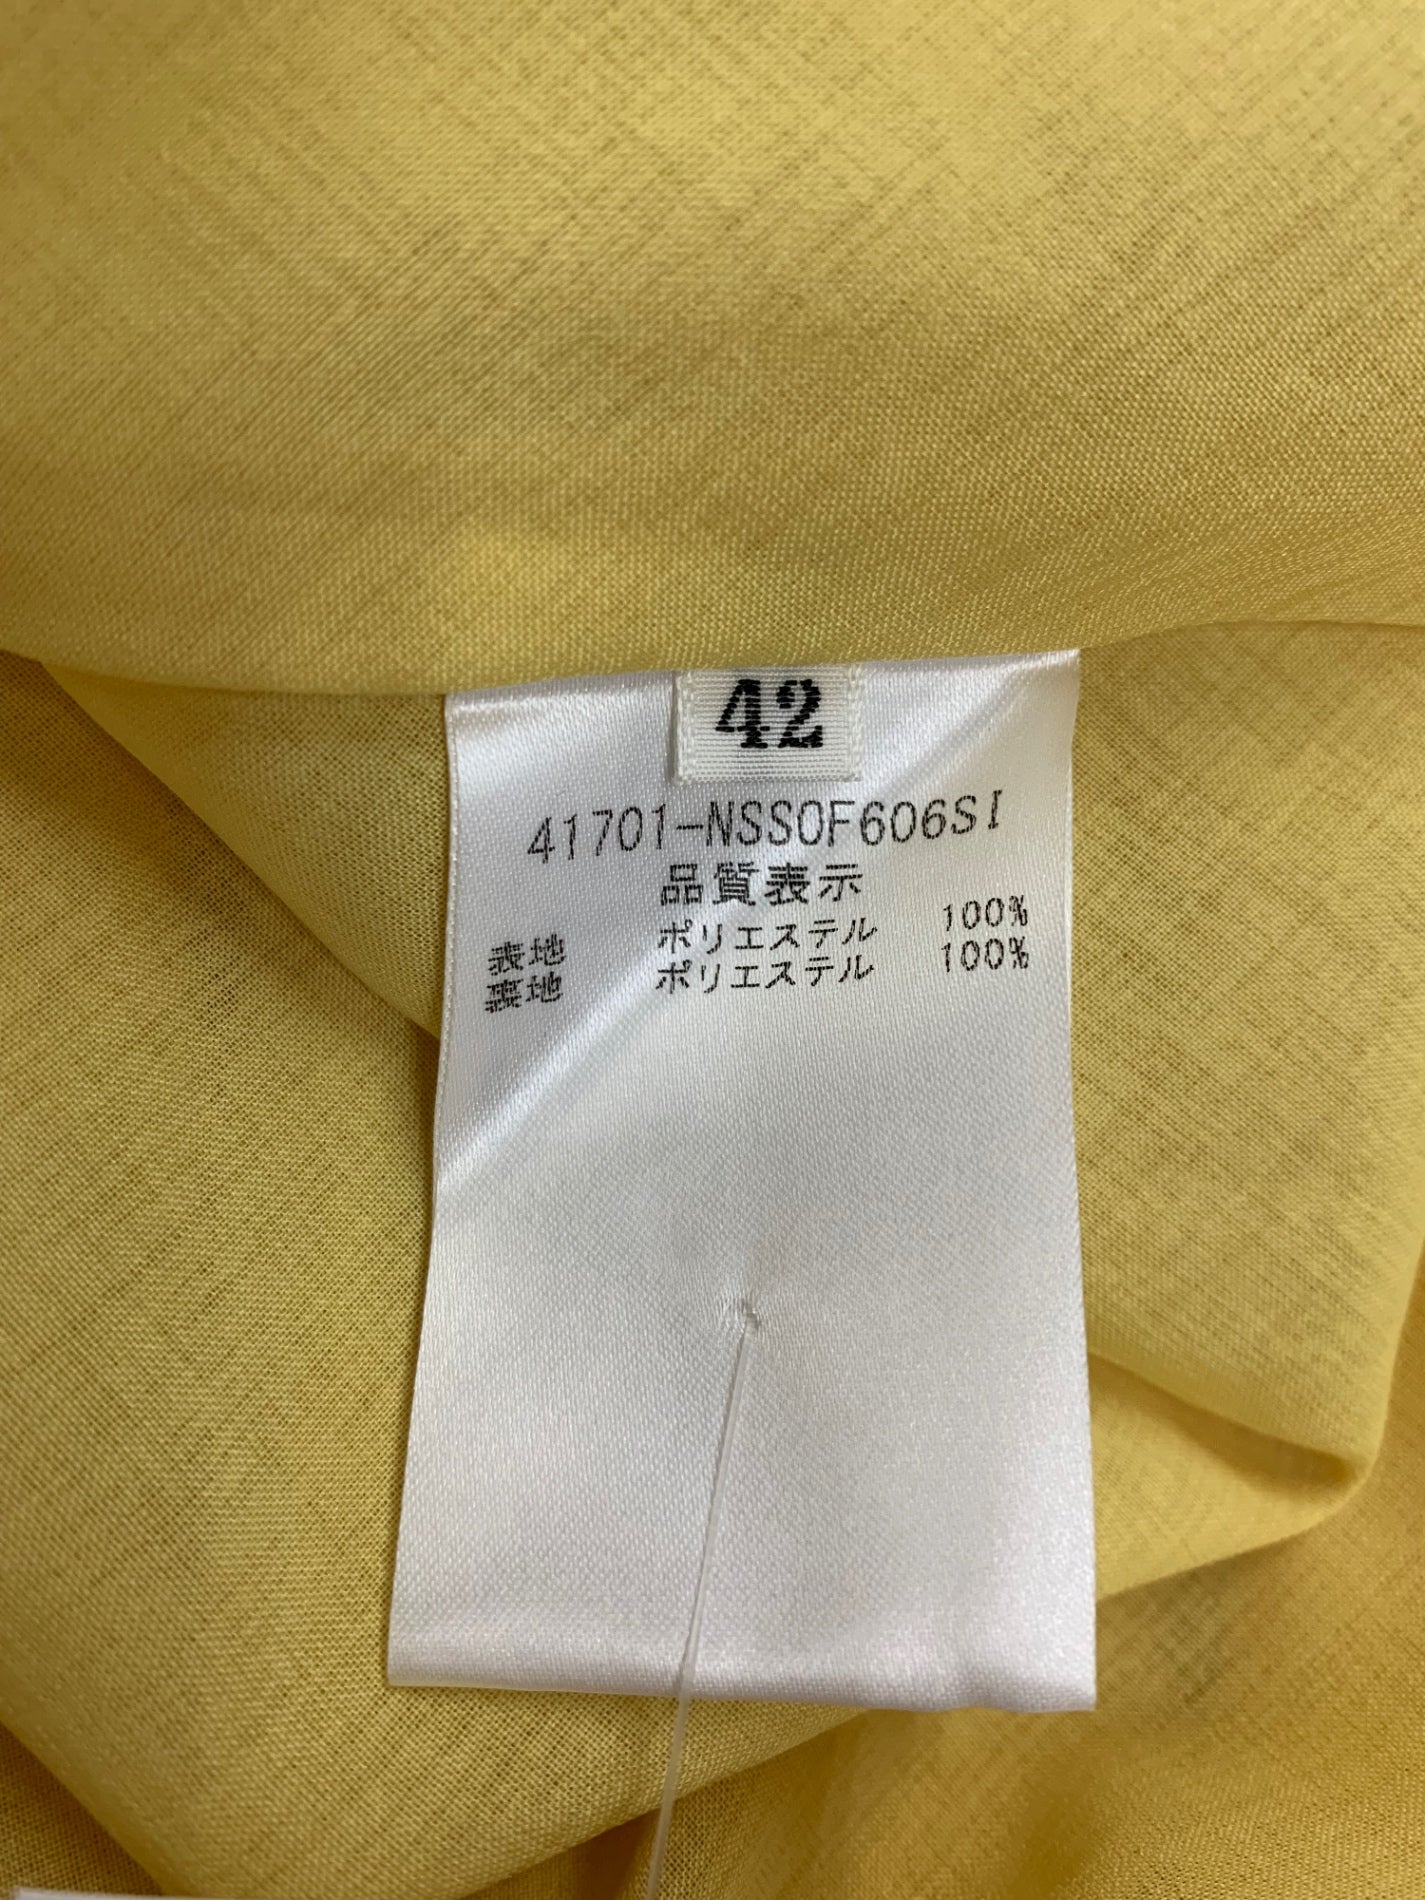 42
41701-NSSOF606SI
品質表示
表地 ポリエステル 100%
裏地 ポリエステル 100%